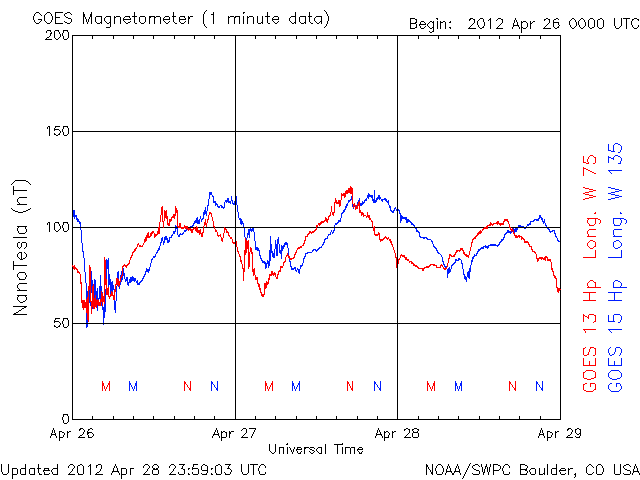 GOES Magnetometer (1 minute data)
Begin: 2012 Apr 26 0000 UTC
200
150
100
50
0
NanoTesla (nT)
M M N N M M N N M M N N
Apr 26 Apr 27 Apr 28 Apr 29
Universal Time
GOES 13 Hp Long. W 75
GOES 15 Hp Long. W 135
Updated 2012 Apr 28 23:59:03 UTC
NOAA/SWPC Boulder, CO USA